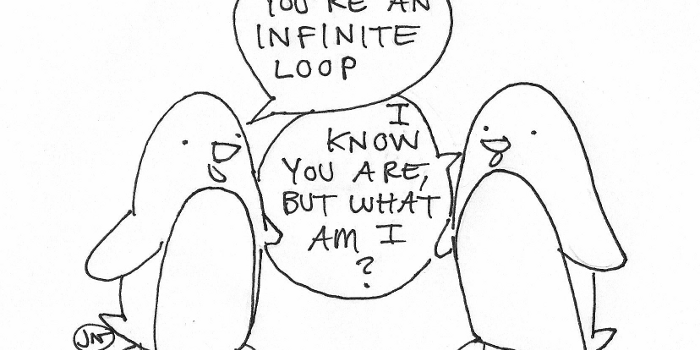 YOU'RE AN
INFINITE
LOOP
I
KNOW
YOU ARE,
BUT WHAT
AM I
?